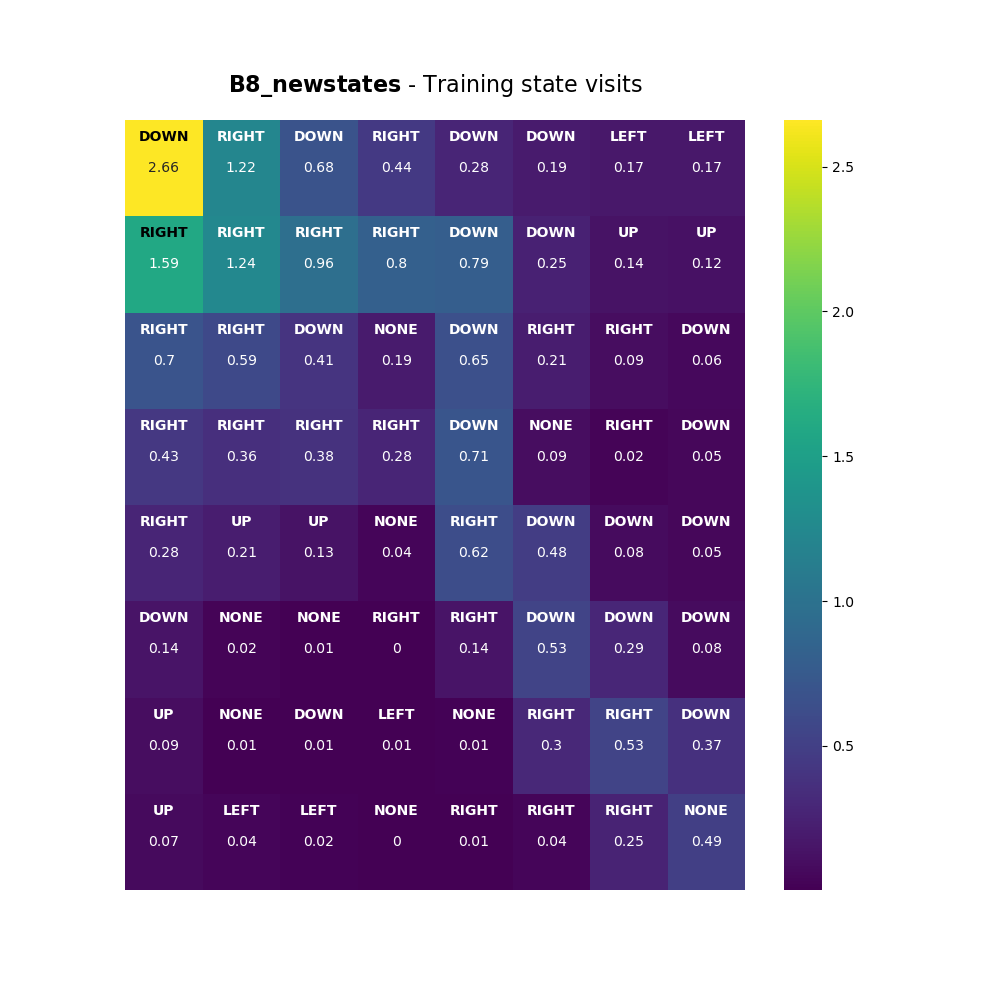 B8_newstates - Training state visits
DOWN RIGHT DOWN RIGHT DOWN DOWN LEFT LEFT
2.66 1.22 0.68 0.44 0.28 0.19 0.17 0.17
2.5
RIGHT RIGHT RIGHT RIGHT DOWN DOWN UP UP
1.59 1.24 0.96 0.8 0.79 0.25 0.14 0.12
2.0
RIGHT RIGHT DOWN NONE DOWN RIGHT RIGHT DOWN
0.7 0.59 0.41 0.19 0.65 0.21 0.09 0.06
RIGHT RIGHT RIGHT RIGHT DOWN NONE RIGHT DOWN
0.43 0.36 0.38 0.28 0.71 0.09 0.02 0.05
1.5
RIGHT UP UP NONE RIGHT DOWN DOWN DOWN
0.28 0.21 0.13 0.04 0.62 0.48 0.08 0.05
1.0
DOWN NONE NONE RIGHT RIGHT DOWN DOWN DOWN
0.14 0.02 0.01 0 0.14 0.53 0.29 0.08
UP NONE DOWN LEFT NONE RIGHT RIGHT DOWN
0.09 0.01 0.01 0.01 0.01 0.3 0.53 0.37
0.5
UP LEFT LEFT NONE RIGHT RIGHT RIGHT NONE
0.07 0.04 0.02 0 0.01 0.04 0.25 0.49